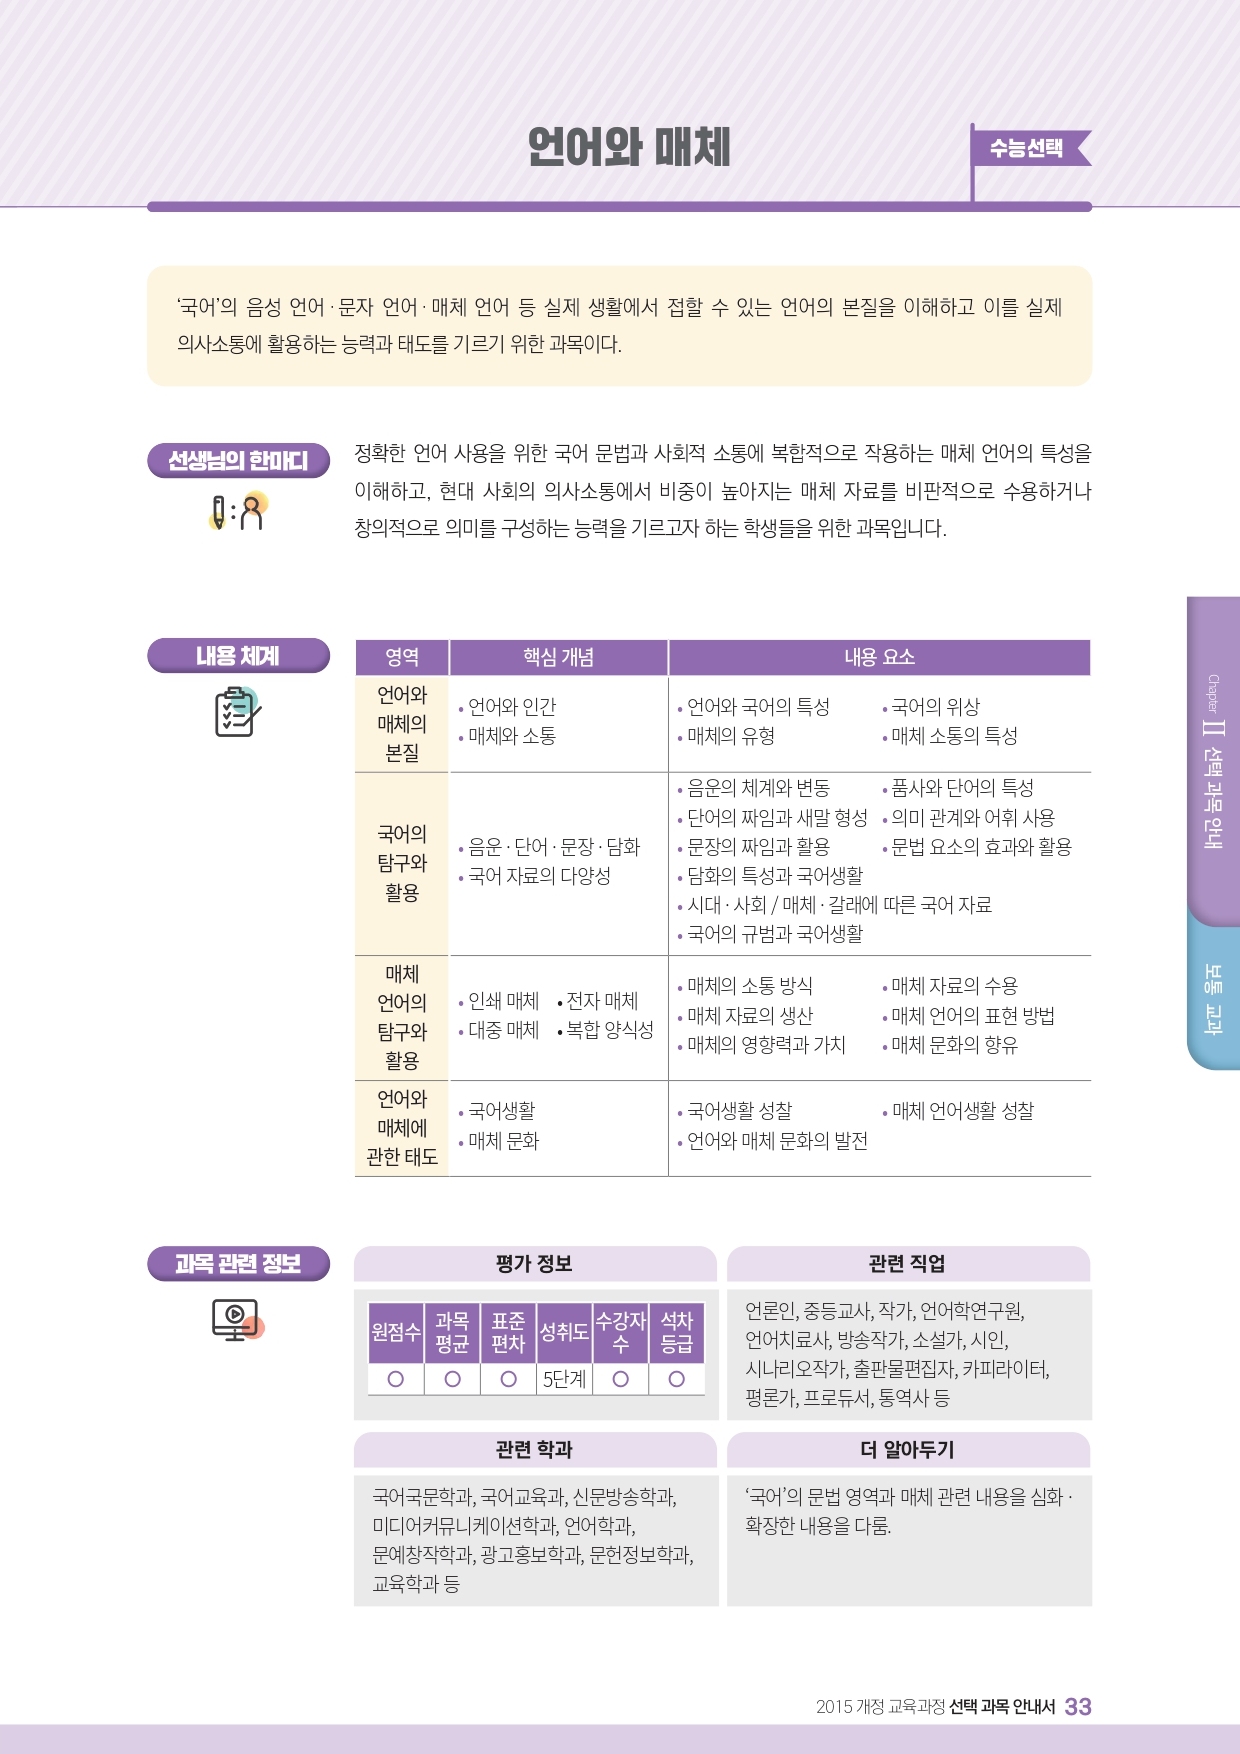 언어와 매체
수능선택
‘국어’의 음성 언어 · 문자 언어 · 매체 언어 등 실제 생활에서 접할 수 있는 언어의 본질을 이해하고 이를 실제
의사소통에 활용하는 능력과 태도를 기르기 위한 과목이다.
선생님의 한마디
정확한 언어 사용을 위한 국어 문법과 사회적 소통에 복합적으로 작용하는 매체 언어의 특성을
이해하고, 현대 사회의 의사소통에서 비중이 높아지는 매체 자료를 비판적으로 수용하거나
창의적으로 의미를 구성하는 능력을 기르고자 하는 학생들을 위한 과목입니다.
내용 체계
영역 핵심 개념 내용 요소
언어와
매체의
본질
• 언어와 인간
• 매체와 소통
• 언어와 국어의 특성 • 국어의 위상
• 매체의 유형 • 매체 소통의 특성
국어의
탐구와
활용
• 음운 · 단어 · 문장 · 담화
• 국어 자료의 다양성
• 음운의 체계와 변동 • 품사와 단어의 특성
• 단어의 짜임과 새말 형성 • 의미 관계와 어휘 사용
• 문장의 짜임과 활용 • 문법 요소의 효과와 활용
• 담화의 특성과 국어생활
• 시대 · 사회 / 매체 · 갈래에 따른 국어 자료
• 국어의 규범과 국어생활
매체
언어의
탐구와
활용
• 인쇄 매체 • 전자 매체
• 대중 매체 • 복합 양식성
• 매체의 소통 방식 • 매체 자료의 수용
• 매체 자료의 생산 • 매체 언어의 표현 방법
• 매체의 영향력과 가치 • 매체 문화의 향유
언어와
매체에
관한 태도
• 국어생활
• 매체 문화
• 국어생활 성찰 • 매체 언어생활 성찰
• 언어와 매체 문화의 발전
과목 관련 정보
평가 정보
원점수 과목 평균 표준 편차 성취도 수강자 수 석차 등급
○ ○ ○ 5단계 ○ ○
관련 직업
언론인, 중등교사, 작가, 언어학연구원,
언어치료사, 방송작가, 소설가, 시인,
시나리오작가, 출판물편집자, 카피라이터,
평론가, 프로듀서, 통역사 등
관련 학과
국어국문학과, 국어교육과, 신문방송학과,
미디어커뮤니케이션학과, 언어학과,
문예창작학과, 광고홍보학과, 문헌정보학과,
교육학과 등
더 알아두기
‘국어’의 문법 영역과 매체 관련 내용을 심화 ·
확장한 내용을 다룸.
Chapter II 선택 과목 안내
보통 교과
2015 개정 교육과정 선택 과목 안내서 33